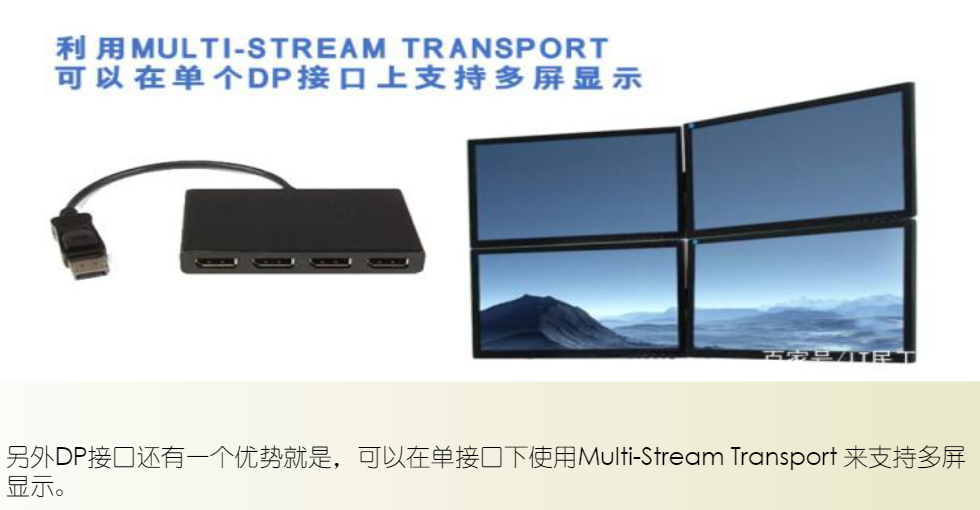 利用MULTI-STREAM TRANSPORT
可以在单个DP接口上支持多屏显示
百家号/IT民工
另外DP接口还有一个优势就是，可以在单接口下使用Multi-Stream Transport 来支持多屏
显示。